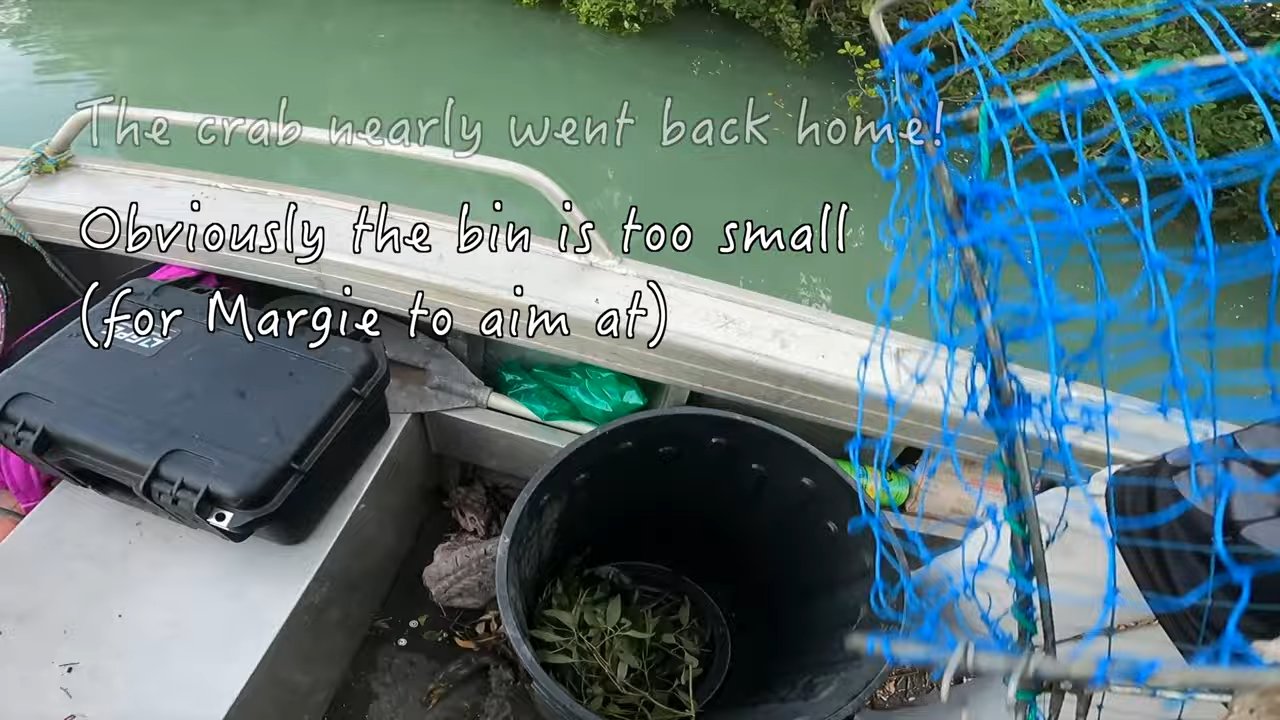 The crab nearly went back home!
Obviously the bin is too small
(for Margie to aim at)